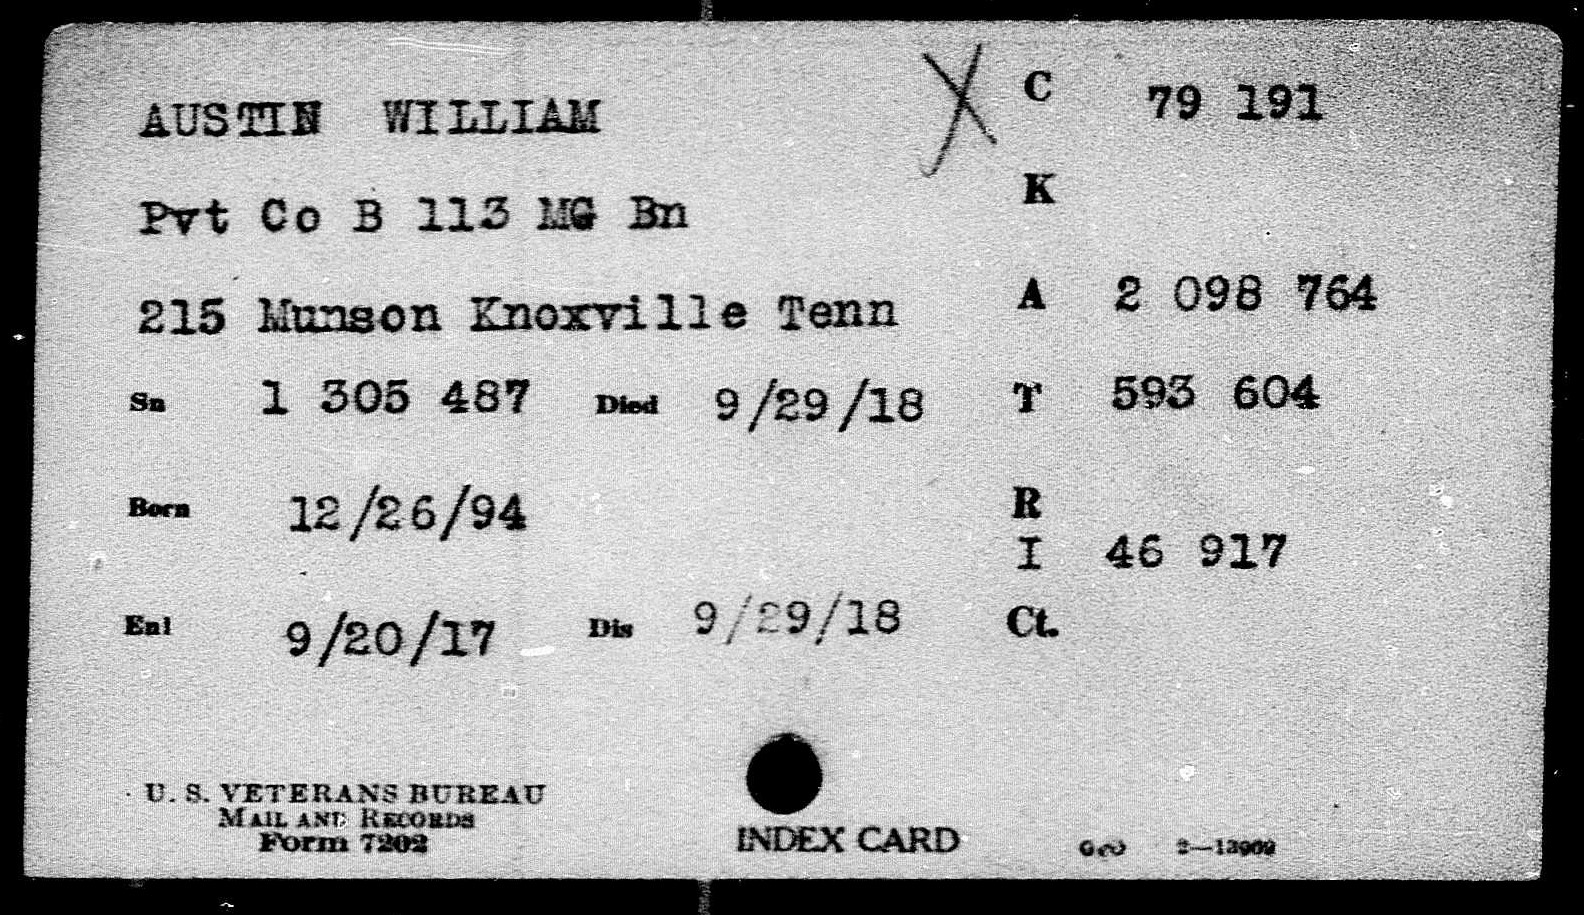 AUSTIN WILLIAM X C 79 191
Pvt Co B 113 MG Bn K
215 Munson Knoxville Tenn A 2 098 764
Sn 1 305 487 Died 9/29/18 T 593 604
Born 12/26/94 R
I 46 917
Enl 9/20/17 Dis 9/29/18 Ct.
U. S. VETERANS BUREAU
MAIL AND RECORDS
Form 7202
INDEX CARD 2—13909